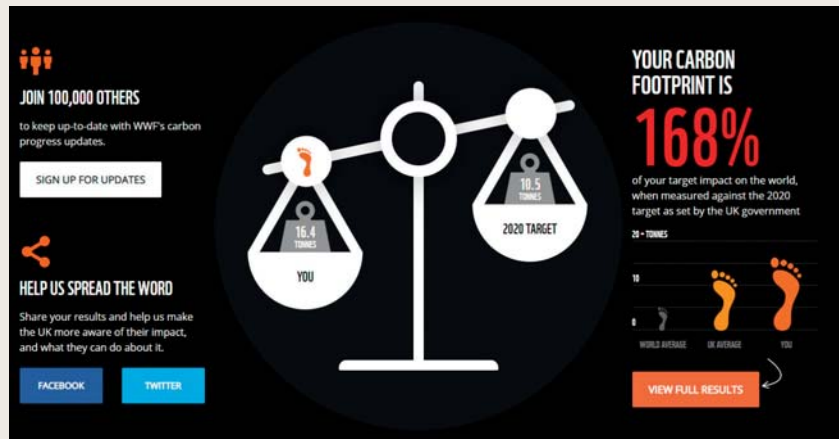 JOIN 100,000 OTHERS
to keep up-to-date with WWF's carbon
progress updates.
SIGN UP FOR UPDATES
HELP US SPREAD THE WORD
Share your results and help us make
the UK more aware of their impact,
and what they can do about it.
FACEBOOK
TWITTER
16.4
TONNES
YOU
10.5
TONNES
2020 TARGET
YOUR CARBON
FOOTPRINT IS
168%
of your target impact on the world,
when measured against the 2020
target as set by the UK government
20 - TONNES
10
0
WORLD AVERAGE
UK AVERAGE
YOU
VIEW FULL RESULTS